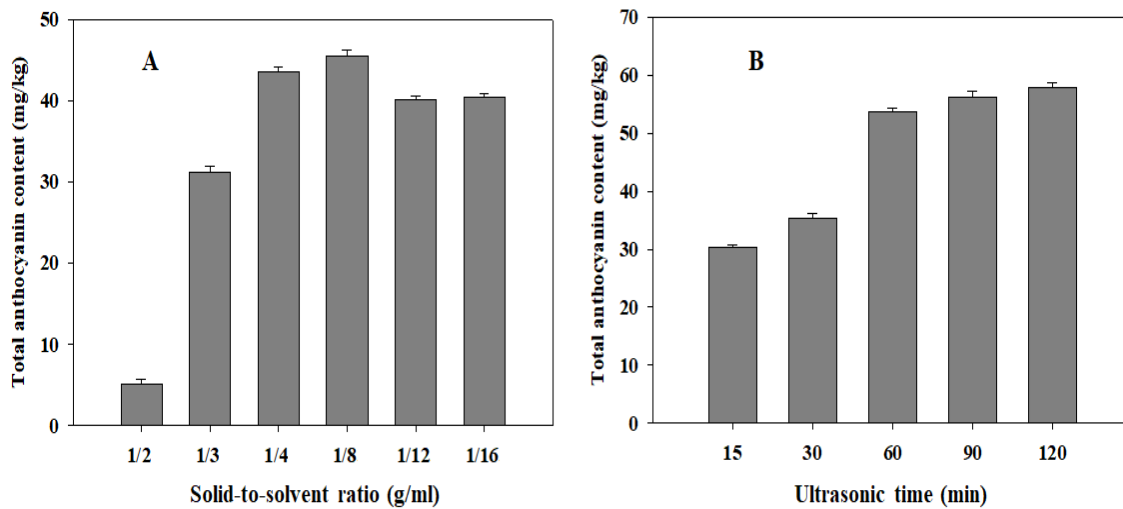 A
Total anthocyanin content (mg/kg)
50
40
30
20
10
0
1/2 1/3 1/4 1/8 1/12 1/16
Solid-to-solvent ratio (g/ml)
B
Total anthocyanin content (mg/kg)
70
60
50
40
30
20
10
0
15 30 60 90 120
Ultrasonic time (min)